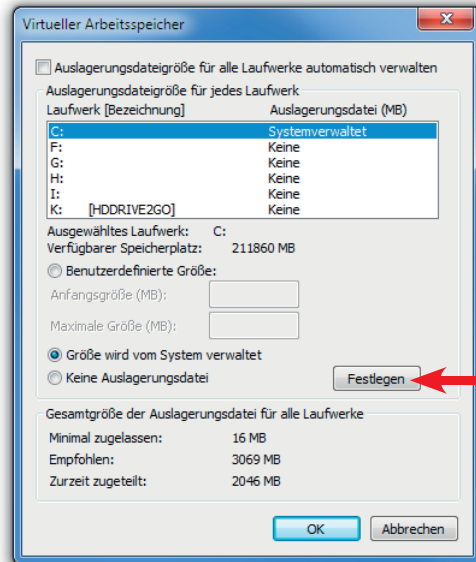 Virtueller Arbeitsspeicher
Auslagerungsdateigröße für alle Laufwerke automatisch verwalten
Auslagerungsdateigröße für jedes Laufwerk
Laufwerk [Bezeichnung] Auslagerungsdatei (MB)
C: Systemverwaltet
F: Keine
G: Keine
H: Keine
I: Keine
K: [HDDRIVE2GO] Keine
Ausgewähltes Laufwerk: C:
Verfügbarer Speicherplatz: 211860 MB
Benutzerdefinierte Größe:
Anfangsgröße (MB):
Maximale Größe (MB):
Größe wird vom System verwaltet
Keine Auslagerungsdatei Festlegen
Gesamtgröße der Auslagerungsdatei für alle Laufwerke
Minimal zugelassen: 16 MB
Empfohlen: 3069 MB
Zurzeit zugeteilt: 2046 MB
OK Abbrechen